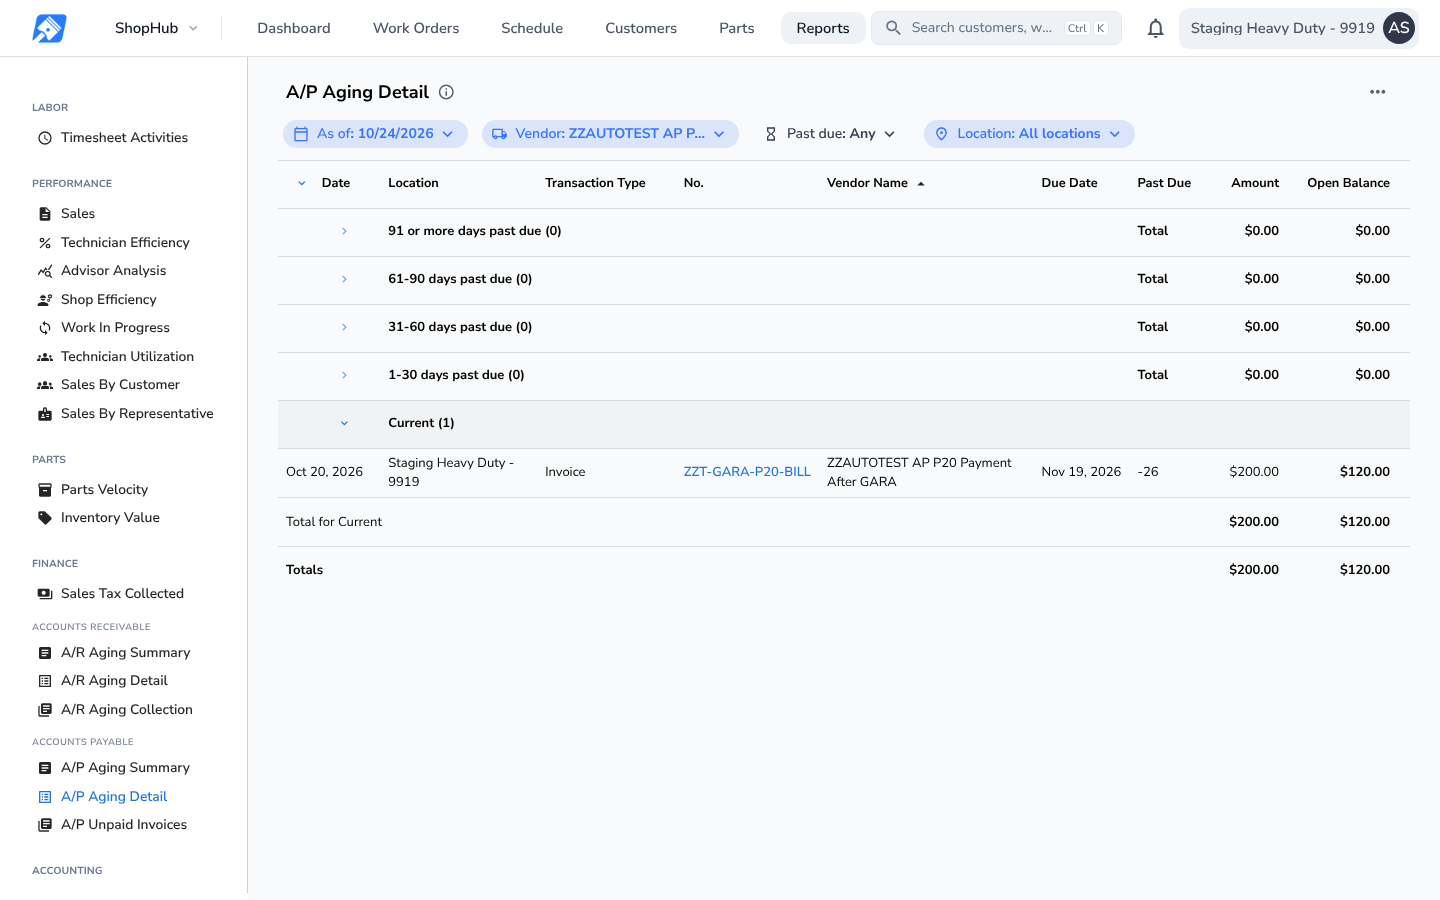 ShopHub
Dashboard
Work Orders
Schedule
Customers
Parts
Reports
Search customers, w...
Ctrl K
Staging Heavy Duty - 9919
AS
LABOR
Timesheet Activities
PERFORMANCE
Sales
Technician Efficiency
Advisor Analysis
Shop Efficiency
Work In Progress
Technician Utilization
Sales By Customer
Sales By Representative
PARTS
Parts Velocity
Inventory Value
FINANCE
Sales Tax Collected
ACCOUNTS RECEIVABLE
A/R Aging Summary
A/R Aging Detail
A/R Aging Collection
ACCOUNTS PAYABLE
A/P Aging Summary
A/P Aging Detail
A/P Unpaid Invoices
ACCOUNTING
A/P Aging Detail
As of: 10/24/2026
Vendor: ZZAUTOTEST AP P...
Past due: Any
Location: All locations
Date Location Transaction Type No. Vendor Name Due Date Past Due Amount Open Balance
91 or more days past due (0) Total $0.00 $0.00
61-90 days past due (0) Total $0.00 $0.00
31-60 days past due (0) Total $0.00 $0.00
1-30 days past due (0) Total $0.00 $0.00
Current (1)
Oct 20, 2026 Staging Heavy Duty - 9919 Invoice ZZT-GARA-P20-BILL ZZAUTOTEST AP P20 Payment After GARA Nov 19, 2026 -26 $200.00 $120.00
Total for Current $200.00 $120.00
Totals $200.00 $120.00